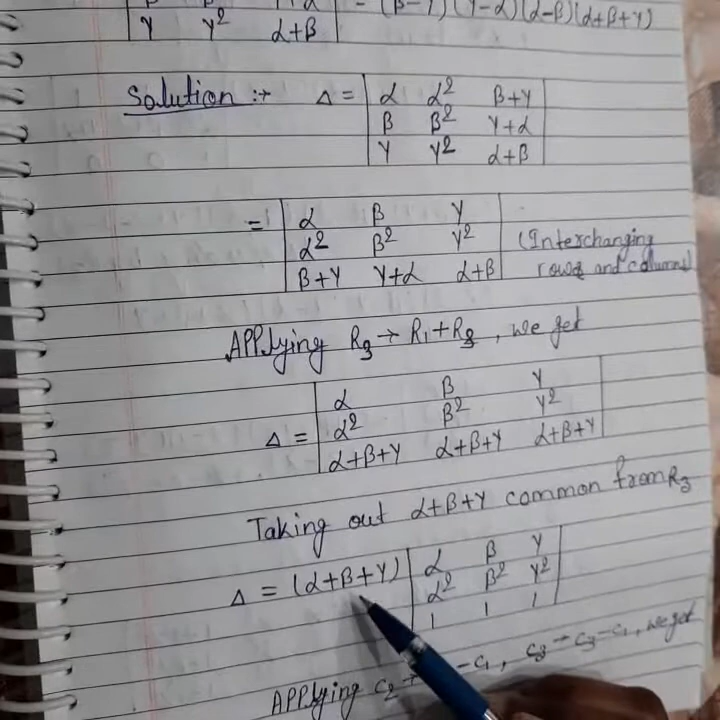 γ γ² α+β = (β-γ)(γ-α)(α-β)(α+β+γ)
Solution :→ Δ = | α α² β+γ |
| β β² γ+α |
| γ γ² α+β |
= | α β γ |
| α² β² γ² | (Interchanging
| β+γ γ+α α+β | rows and columns)
Applying R₃ → R₁+R₃, we get
| α β γ |
Δ = | α² β² γ² |
| α+β+γ α+β+γ α+β+γ |
Taking out α+β+γ common from R₃
Δ = (α+β+γ) | α β γ |
| α² β² γ² |
| 1 1 1 |
Applying C₂ → -C₁, C₃ → C₃-C₁, we get